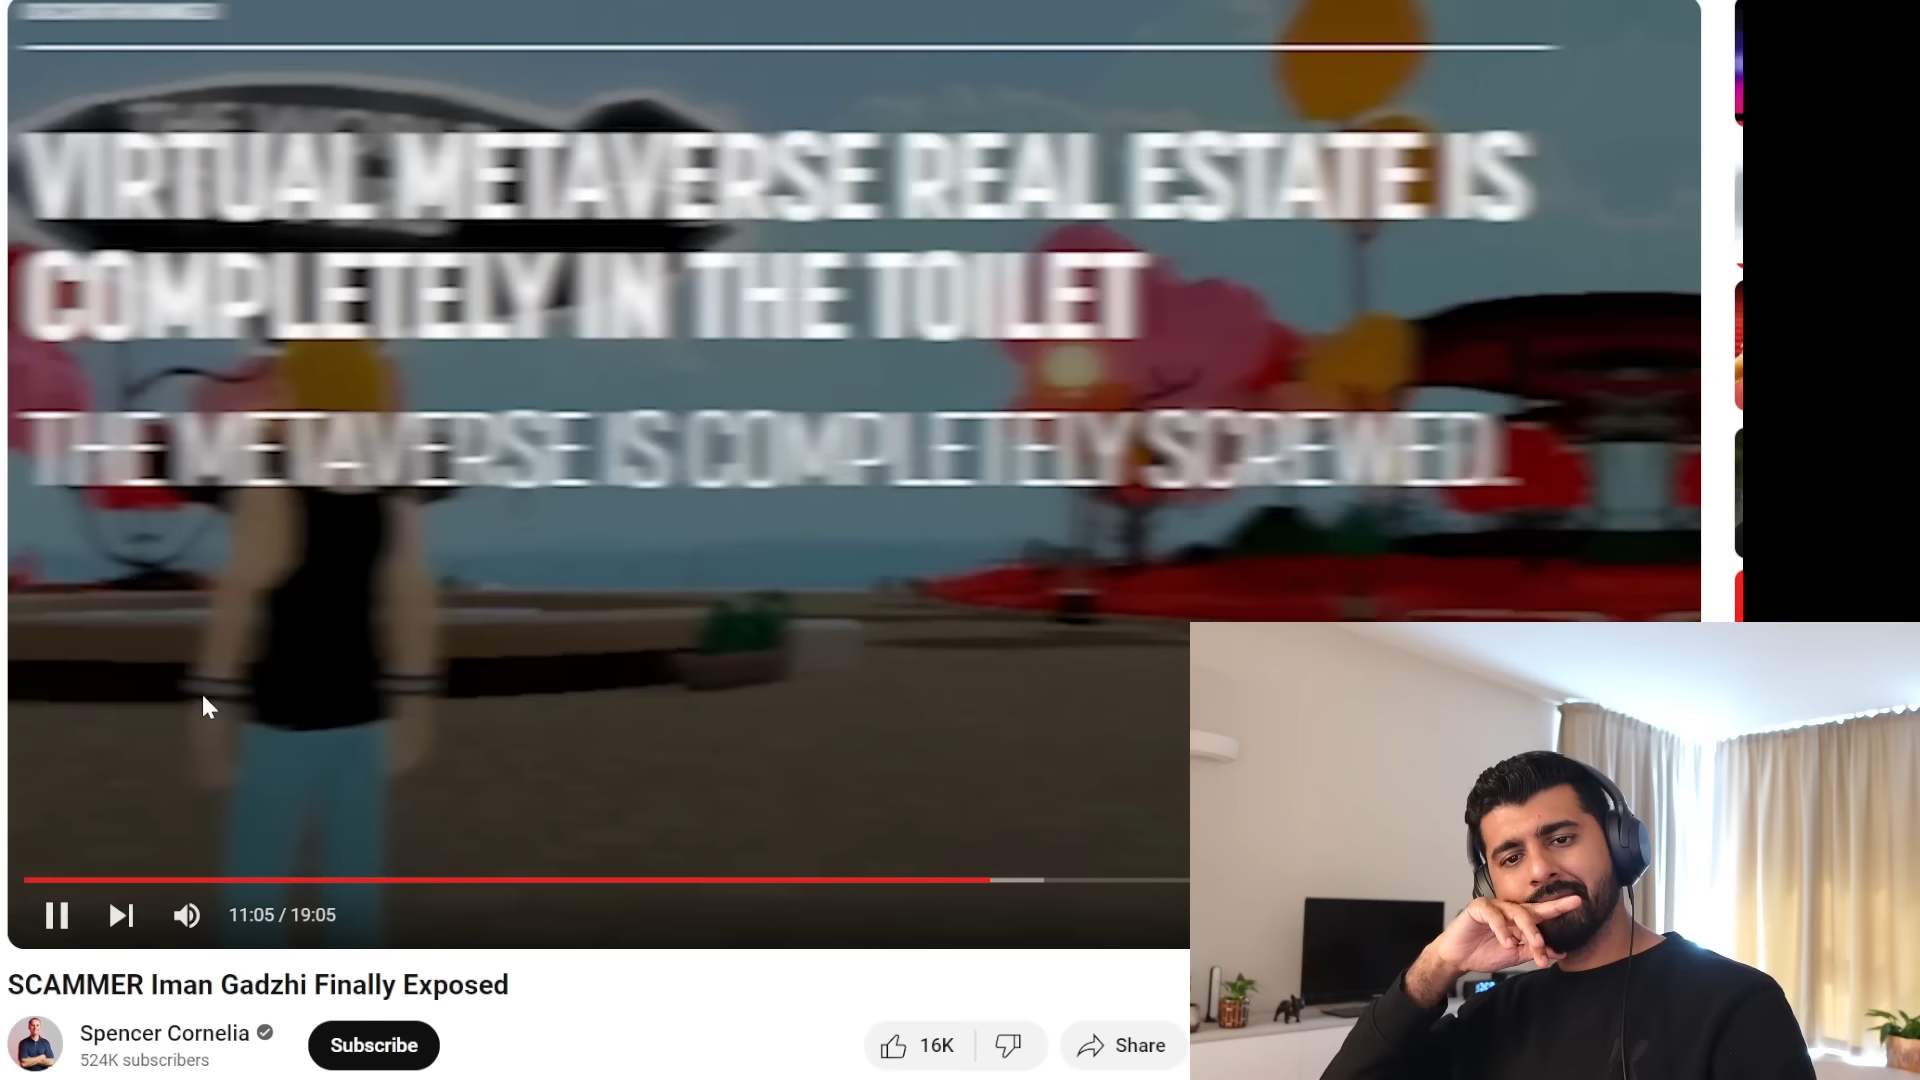 VIRTUAL METAVERSE REAL ESTATE IS
COMPLETELY IN THE TOILET
THE METAVERSE IS COMPLETELY SCREWED.
11:05 / 19:05
SCAMMER Iman Gadzhi Finally Exposed
Spencer Cornelia
524K subscribers
Subscribe
16K
Share